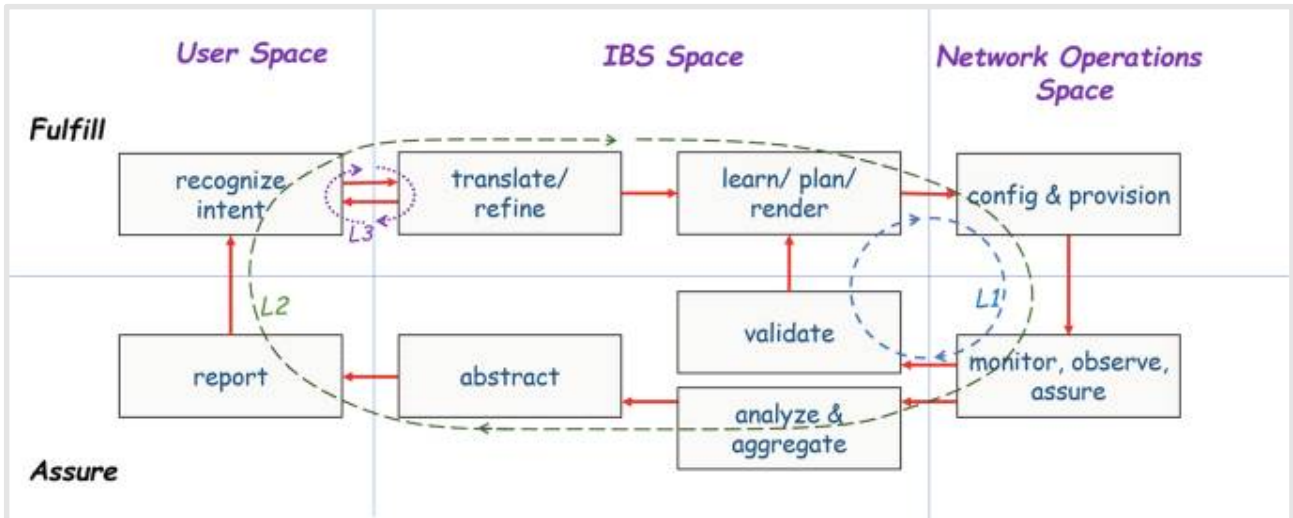 User Space
IBS Space
Network Operations
Space
Fulfill
recognize
intent
L3
translate/
refine
learn/ plan/
render
config & provision
L2
L1
validate
report
abstract
analyze &
aggregate
monitor, observe,
assure
Assure